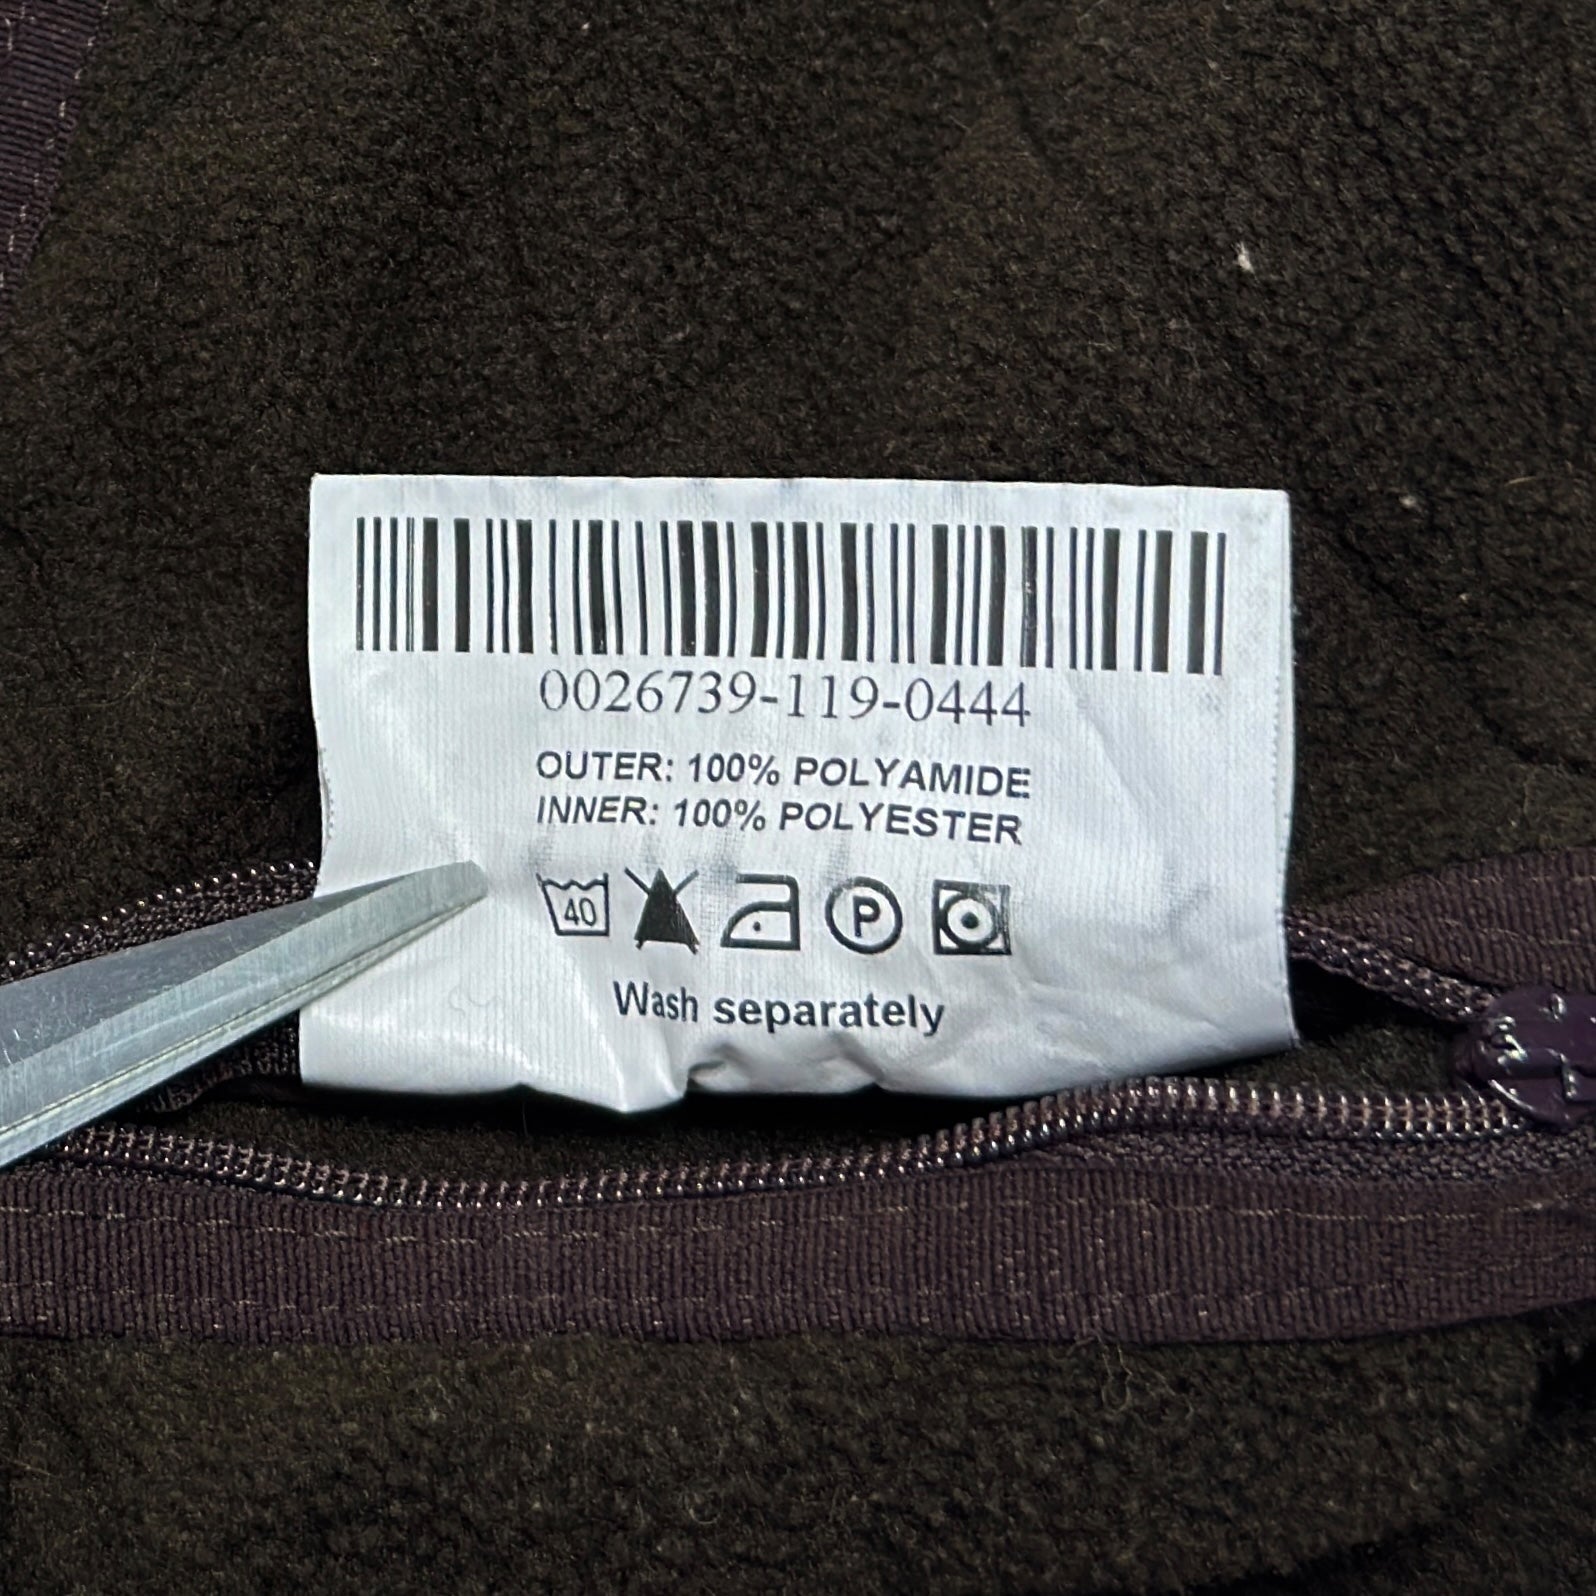 0026739-119-0444
OUTER: 100% POLYAMIDE
INNER: 100% POLYESTER
40 P
Wash separately